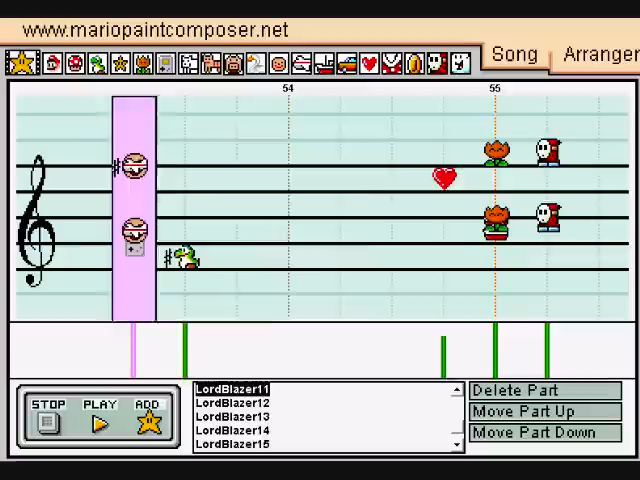 www.mariopaintcomposer.net
Song
Arranger
54
55
STOP
PLAY
ADD
LordBlazer11
LordBlazer12
LordBlazer13
LordBlazer14
LordBlazer15
Delete Part
Move Part Up
Move Part Down